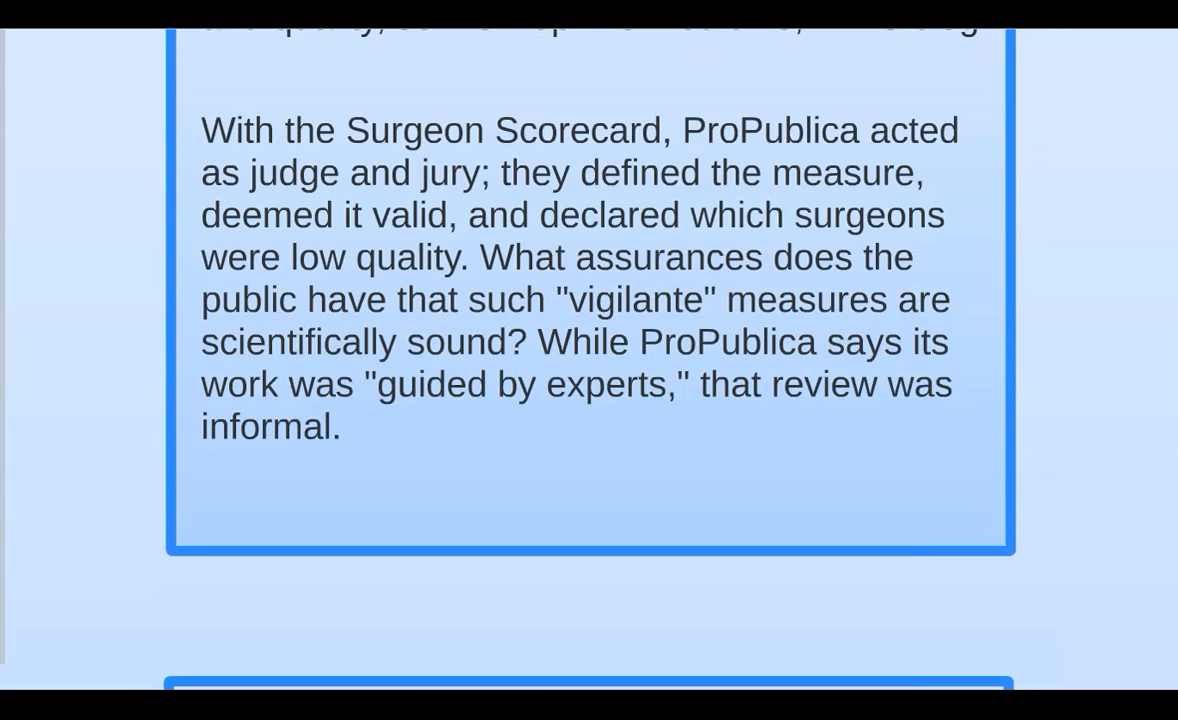 With the Surgeon Scorecard, ProPublica acted
as judge and jury; they defined the measure,
deemed it valid, and declared which surgeons
were low quality. What assurances does the
public have that such "vigilante" measures are
scientifically sound? While ProPublica says its
work was "guided by experts," that review was
informal.